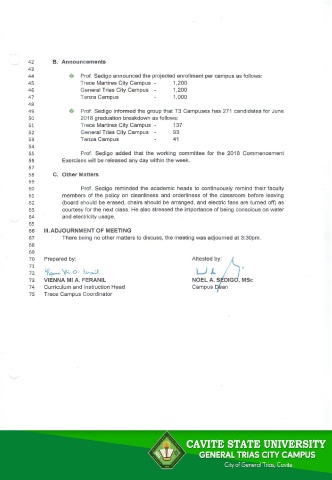 42 B. Announcements
43
44 Prof. Sedigo announced the projected enrollment per campus as follows:
45 Trece Martires City Campus - 1,200
46 General Trias City Campus - 1,200
47 Tanza Campus - 1,000
48
49 Prof. Sedigo informed the group that T3 Campuses has 271 candidates for June
50 2018 graduation breakdown as follows:
51 Trece Martires City Campus - 137
52 General Trias City Campus - 93
53 Tanza Campus - 41
54
55 Prof. Sedigo added that the working committee for the 2018 Commencement
56 Exercises will be released any day within the week.
57
58 C. Other Matters
59
60 Prof. Sedigo reminded the academic heads to continously remind their faculty
61 members of the policy on cleanliness and orderliness of the classroom before leaving
62 (board should be erased, chairs should be arranged, and electric fans are turned off) as
63 courtesy for the next class. He also stressed the importance of being conscious on water
64 and electricity usage.
65
66 III. ADJOURNMENT OF MEETING
67 There being no other matters to discuss, the meeting was adjourned at 3:30pm.
68
69
70 Prepared by: Attested by:
71
72
73 VIENNA MI A. FERANIL NOEL A. SEDIGO, MSc
74 Curriculum and Instruction Head Campus Dean
75 Trece Campus Coordinator
CAVITE STATE UNIVERSITY
GENERAL TRIAS CITY CAMPUS
City of General Trias, Cavite